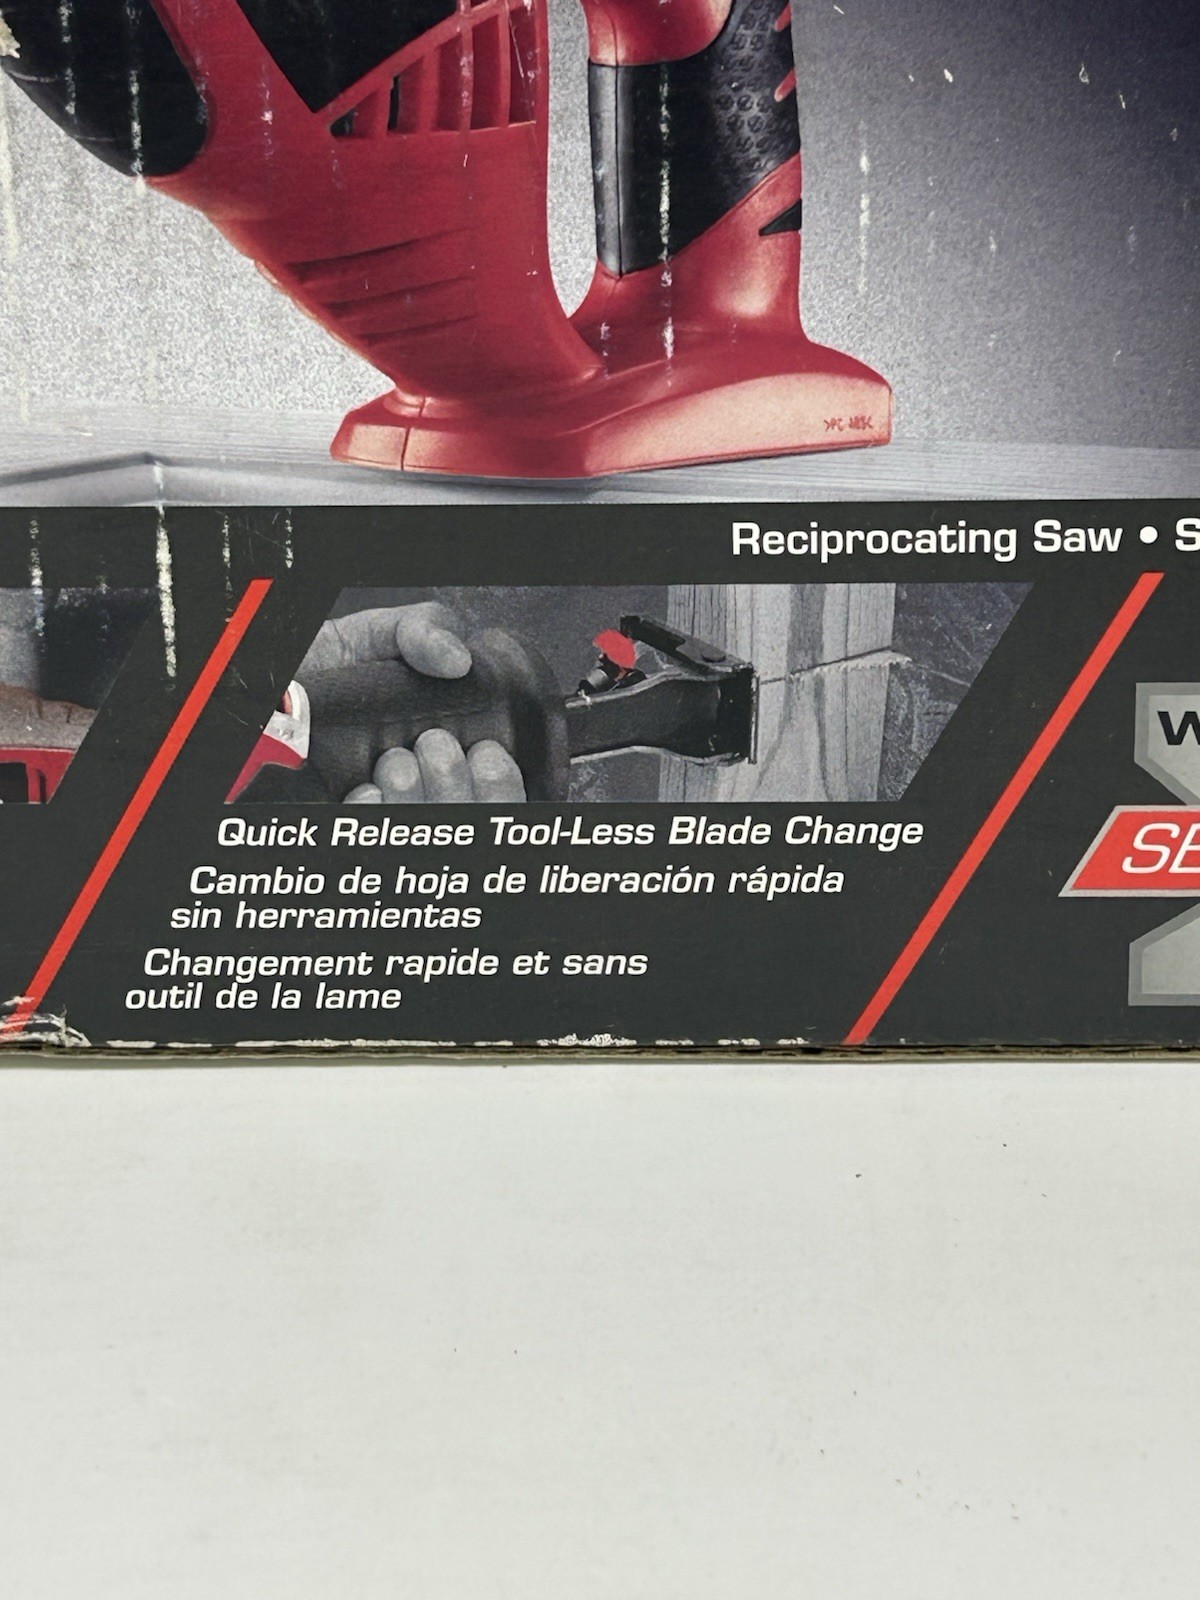 Reciprocating Saw • S
W
SE
Quick Release Tool-Less Blade Change
Cambio de hoja de liberación rápida
sin herramientas
Changement rapide et sans
outil de la lame